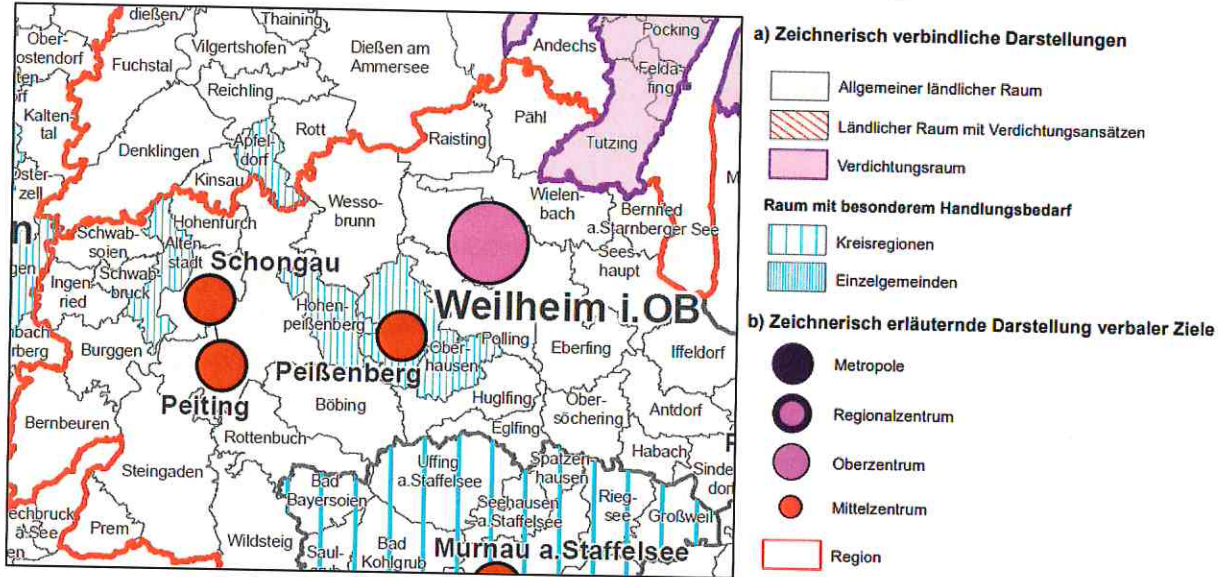 dießen
Thaining
Ober-
ostendorf
Vilgertshofen
Dießen am
Ammersee
Andechs
Pöcking
Fuchstal
Felda-
fing
Reichling
Kalten-
tal
Rott
Pähl
Apfel-
dorf
Raisting
Tutzing
Denklingen
Oster-
zell
Kinsau
Wesso-
brunn
Wielen-
bach
Bernried
a.Starnberger See
Hohenfurch
Schwab-
soien
Alten
stadt
Sees
haupt
Schongau
Schwab-
bruck
Ingen
ried
Hohen-
peißenberg
Weilheim i.OB
Polling
Ober-
hausen
Eberfing
Iffeldorf
Burggen
Peißenberg
Peiting
Böbing
Huglfing
Ober-
söchering
Antdorf
Bernbeuren
Eglfing
Rottenbuch
Habach
Steingaden
Uffing
a.Staffelsee
Spatzen-
hausen
Sinde
dorf
Bad
Bayersoien
Seehausen
a.Staffelsee
Rieg-
see
Großweil
Prem
Wildsteig
Saul-
Bad
Kohlgrub
Murnau a.Staffelsee
a) Zeichnerisch verbindliche Darstellungen
Allgemeiner ländlicher Raum
Ländlicher Raum mit Verdichtungsansätzen
Verdichtungsraum
Raum mit besonderem Handlungsbedarf
Kreisregionen
Einzelgemeinden
b) Zeichnerisch erläuternde Darstellung verbaler Ziele
Metropole
Regionalzentrum
Oberzentrum
Mittelzentrum
Region